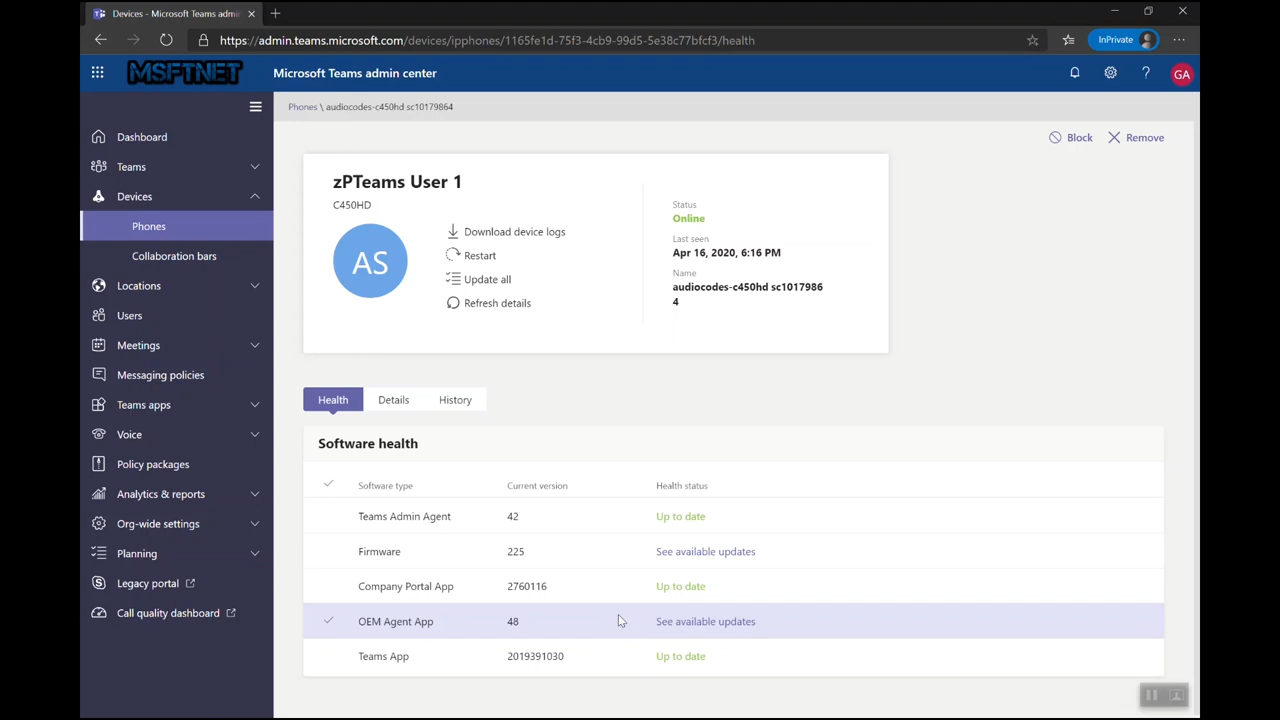 Devices - Microsoft Teams admi
https://admin.teams.microsoft.com/devices/ipphones/1165fe1d-75f3-4cb9-99d5-5e38c77bfcf3/health
InPrivate
MSFTNET
Microsoft Teams admin center
?
GA
Dashboard
Teams
Devices
Phones
Collaboration bars
Locations
Users
Meetings
Messaging policies
Teams apps
Voice
Policy packages
Analytics & reports
Org-wide settings
Planning
Legacy portal
Call quality dashboard
Phones \ audiocodes-c450hd sc10179864
Block
Remove
zPTeams User 1
C450HD
AS
Download device logs
Restart
Update all
Refresh details
Status
Online
Last seen
Apr 16, 2020, 6:16 PM
Name
audiocodes-c450hd sc1017986
4
Health Details History
Software health
Software type Current version Health status
Teams Admin Agent 42 Up to date
Firmware 225 See available updates
Company Portal App 2760116 Up to date
OEM Agent App 48 See available updates
Teams App 2019391030 Up to date